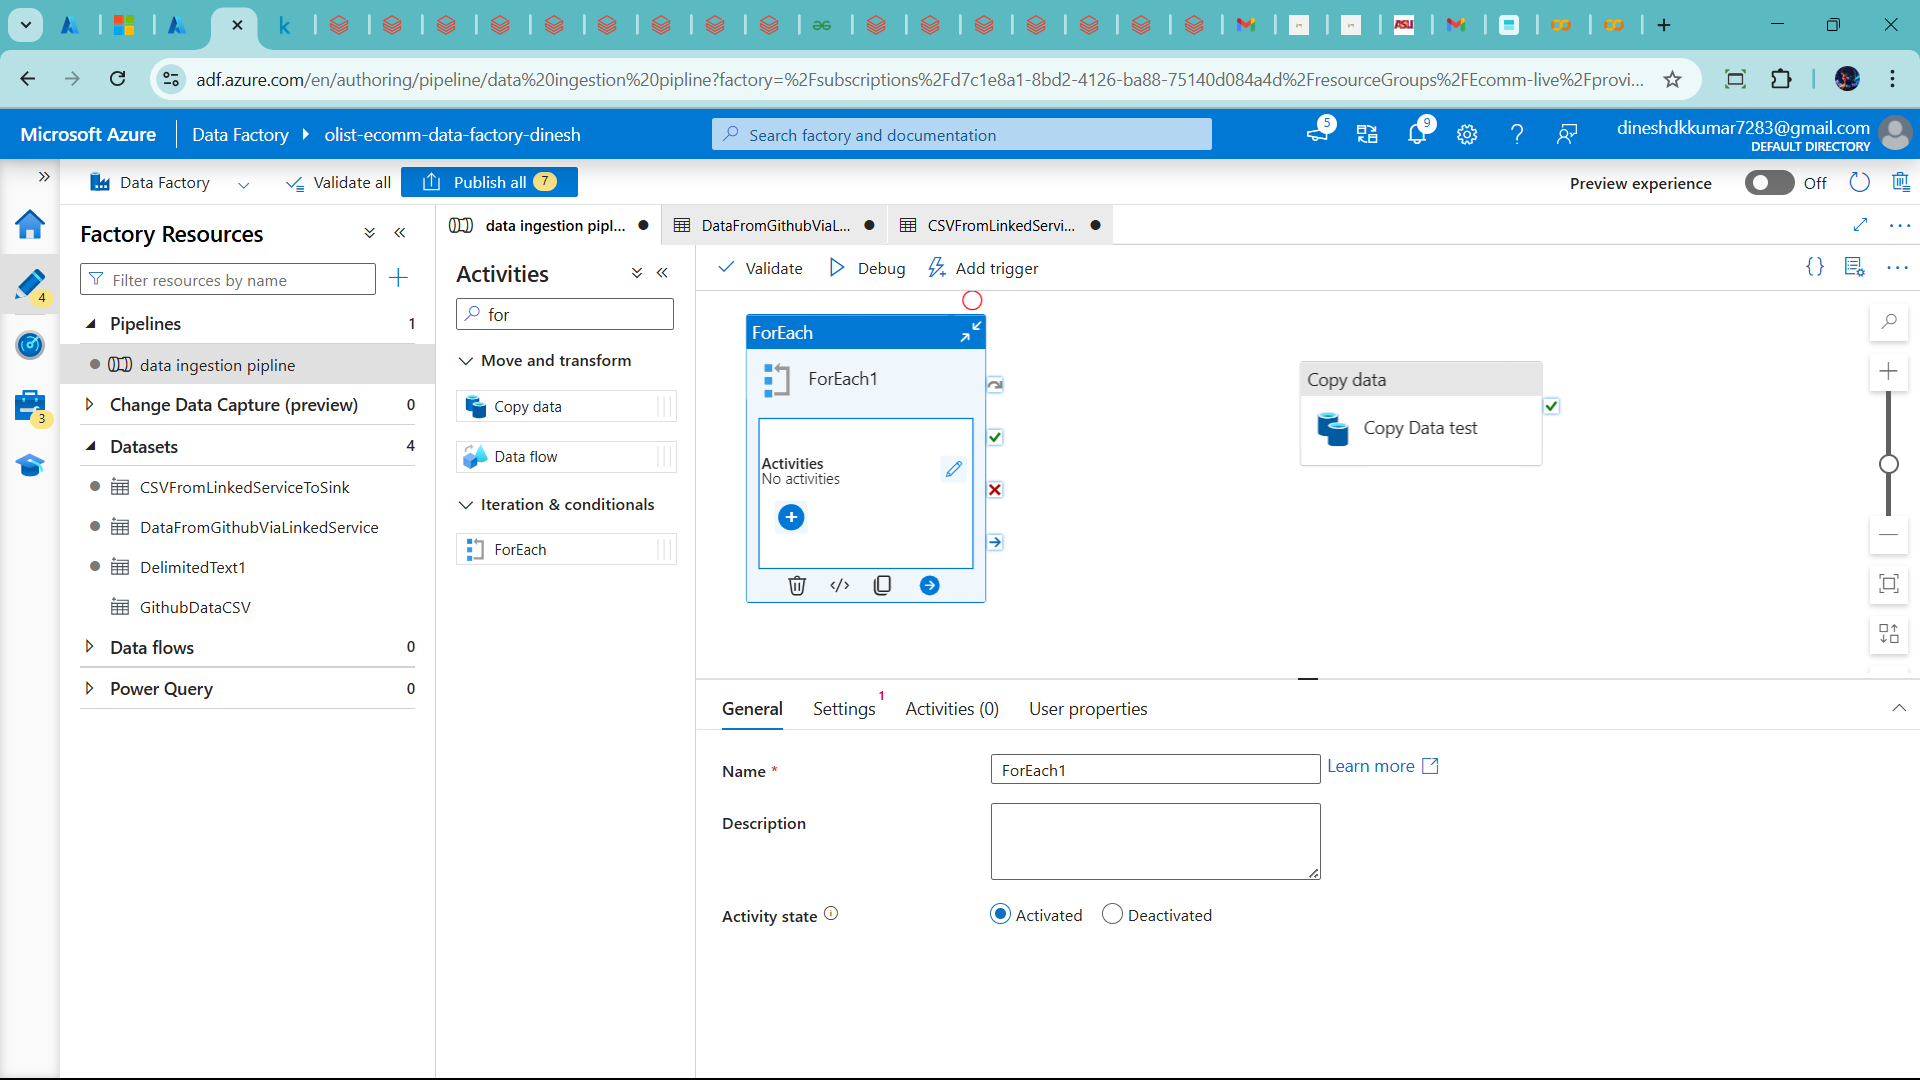 adf.azure.com/en/authoring/pipeline/data%20ingestion%20pipline?factory=%2Fsubscriptions%2Fd7c1e8a1-8bd2-4126-ba88-75140d084a4d%2FresourceGroups%2FEcomm-live%2Fprovi...
Microsoft Azure Data Factory olist-ecomm-data-factory-dinesh
Search factory and documentation
5
9
dineshdkkumar7283@gmail.com
DEFAULT DIRECTORY
Data Factory Validate all Publish all 7
Preview experience Off
4
3
Factory Resources
Filter resources by name
Pipelines 1
data ingestion pipline
Change Data Capture (preview) 0
Datasets 4
CSVFromLinkedServiceToSink
DataFromGithubViaLinkedService
DelimitedText1
GithubDataCSV
Data flows 0
Power Query 0
data ingestion pipl...
DataFromGithubViaL...
CSVFromLinkedServi...
Activities
for
Move and transform
Copy data
Data flow
Iteration & conditionals
ForEach
Validate Debug Add trigger
ForEach
ForEach1
Activities
No activities
Copy data
Copy Data test
General Settings 1 Activities (0) User properties
Name *
ForEach1
Learn more
Description
Activity state
Activated Deactivated